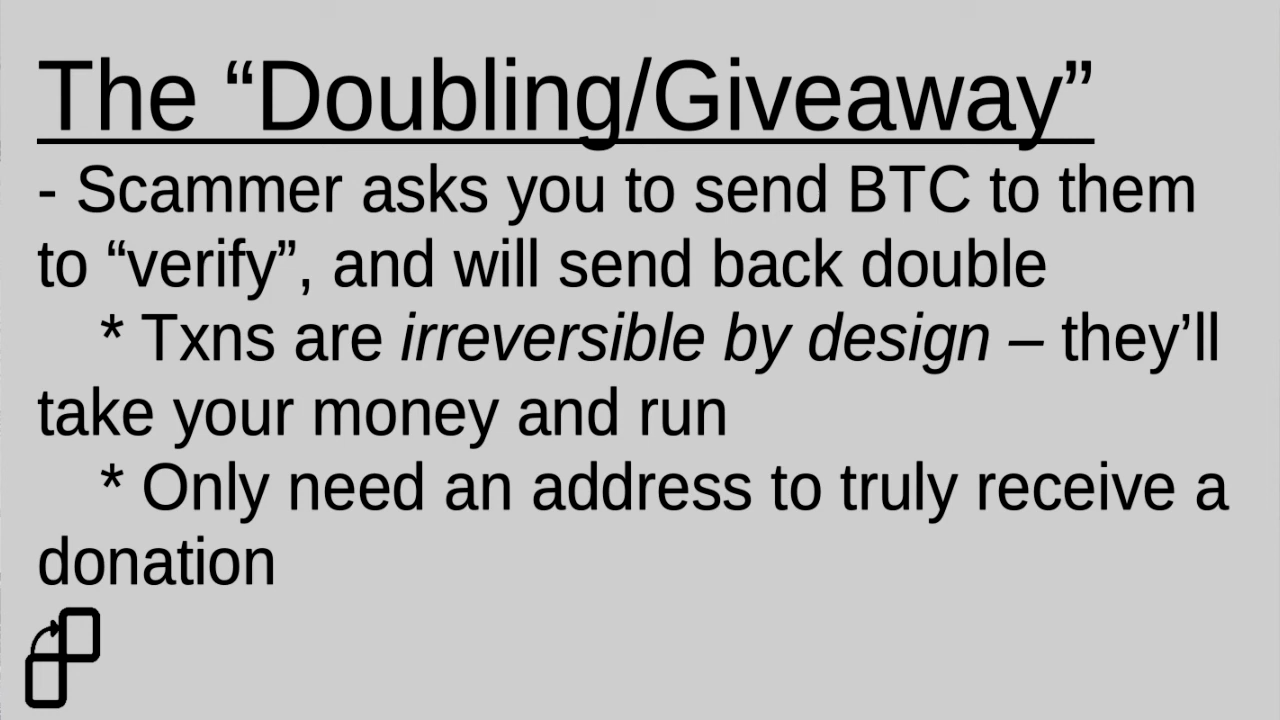 The “Doubling/Giveaway”
- Scammer asks you to send BTC to them
to “verify”, and will send back double
* Txns are irreversible by design – they’ll
take your money and run
* Only need an address to truly receive a
donation